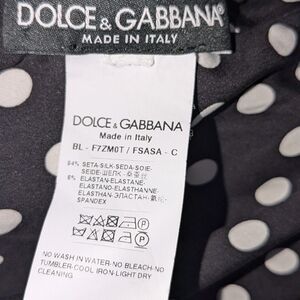 DOLCE & GABBANA®
MADE IN ITALY
DOLCE & GABBANA
Made in Italy
BL - F7ZM0T / FSASA - C
94% SETA-SILK-SEDA-SOIE-
SEIDE-ШЕЛК -
6% ELASTAN-ELASTANE-
ELASTANO-ELASTHANNE-
ELASTHAN-ЭЛАСТАН-
SPANDEX
P
P
NO WASH IN WATER-NO BLEACH-NO
TUMBLER-COOL IRON-LIGHT DRY
CLEANING